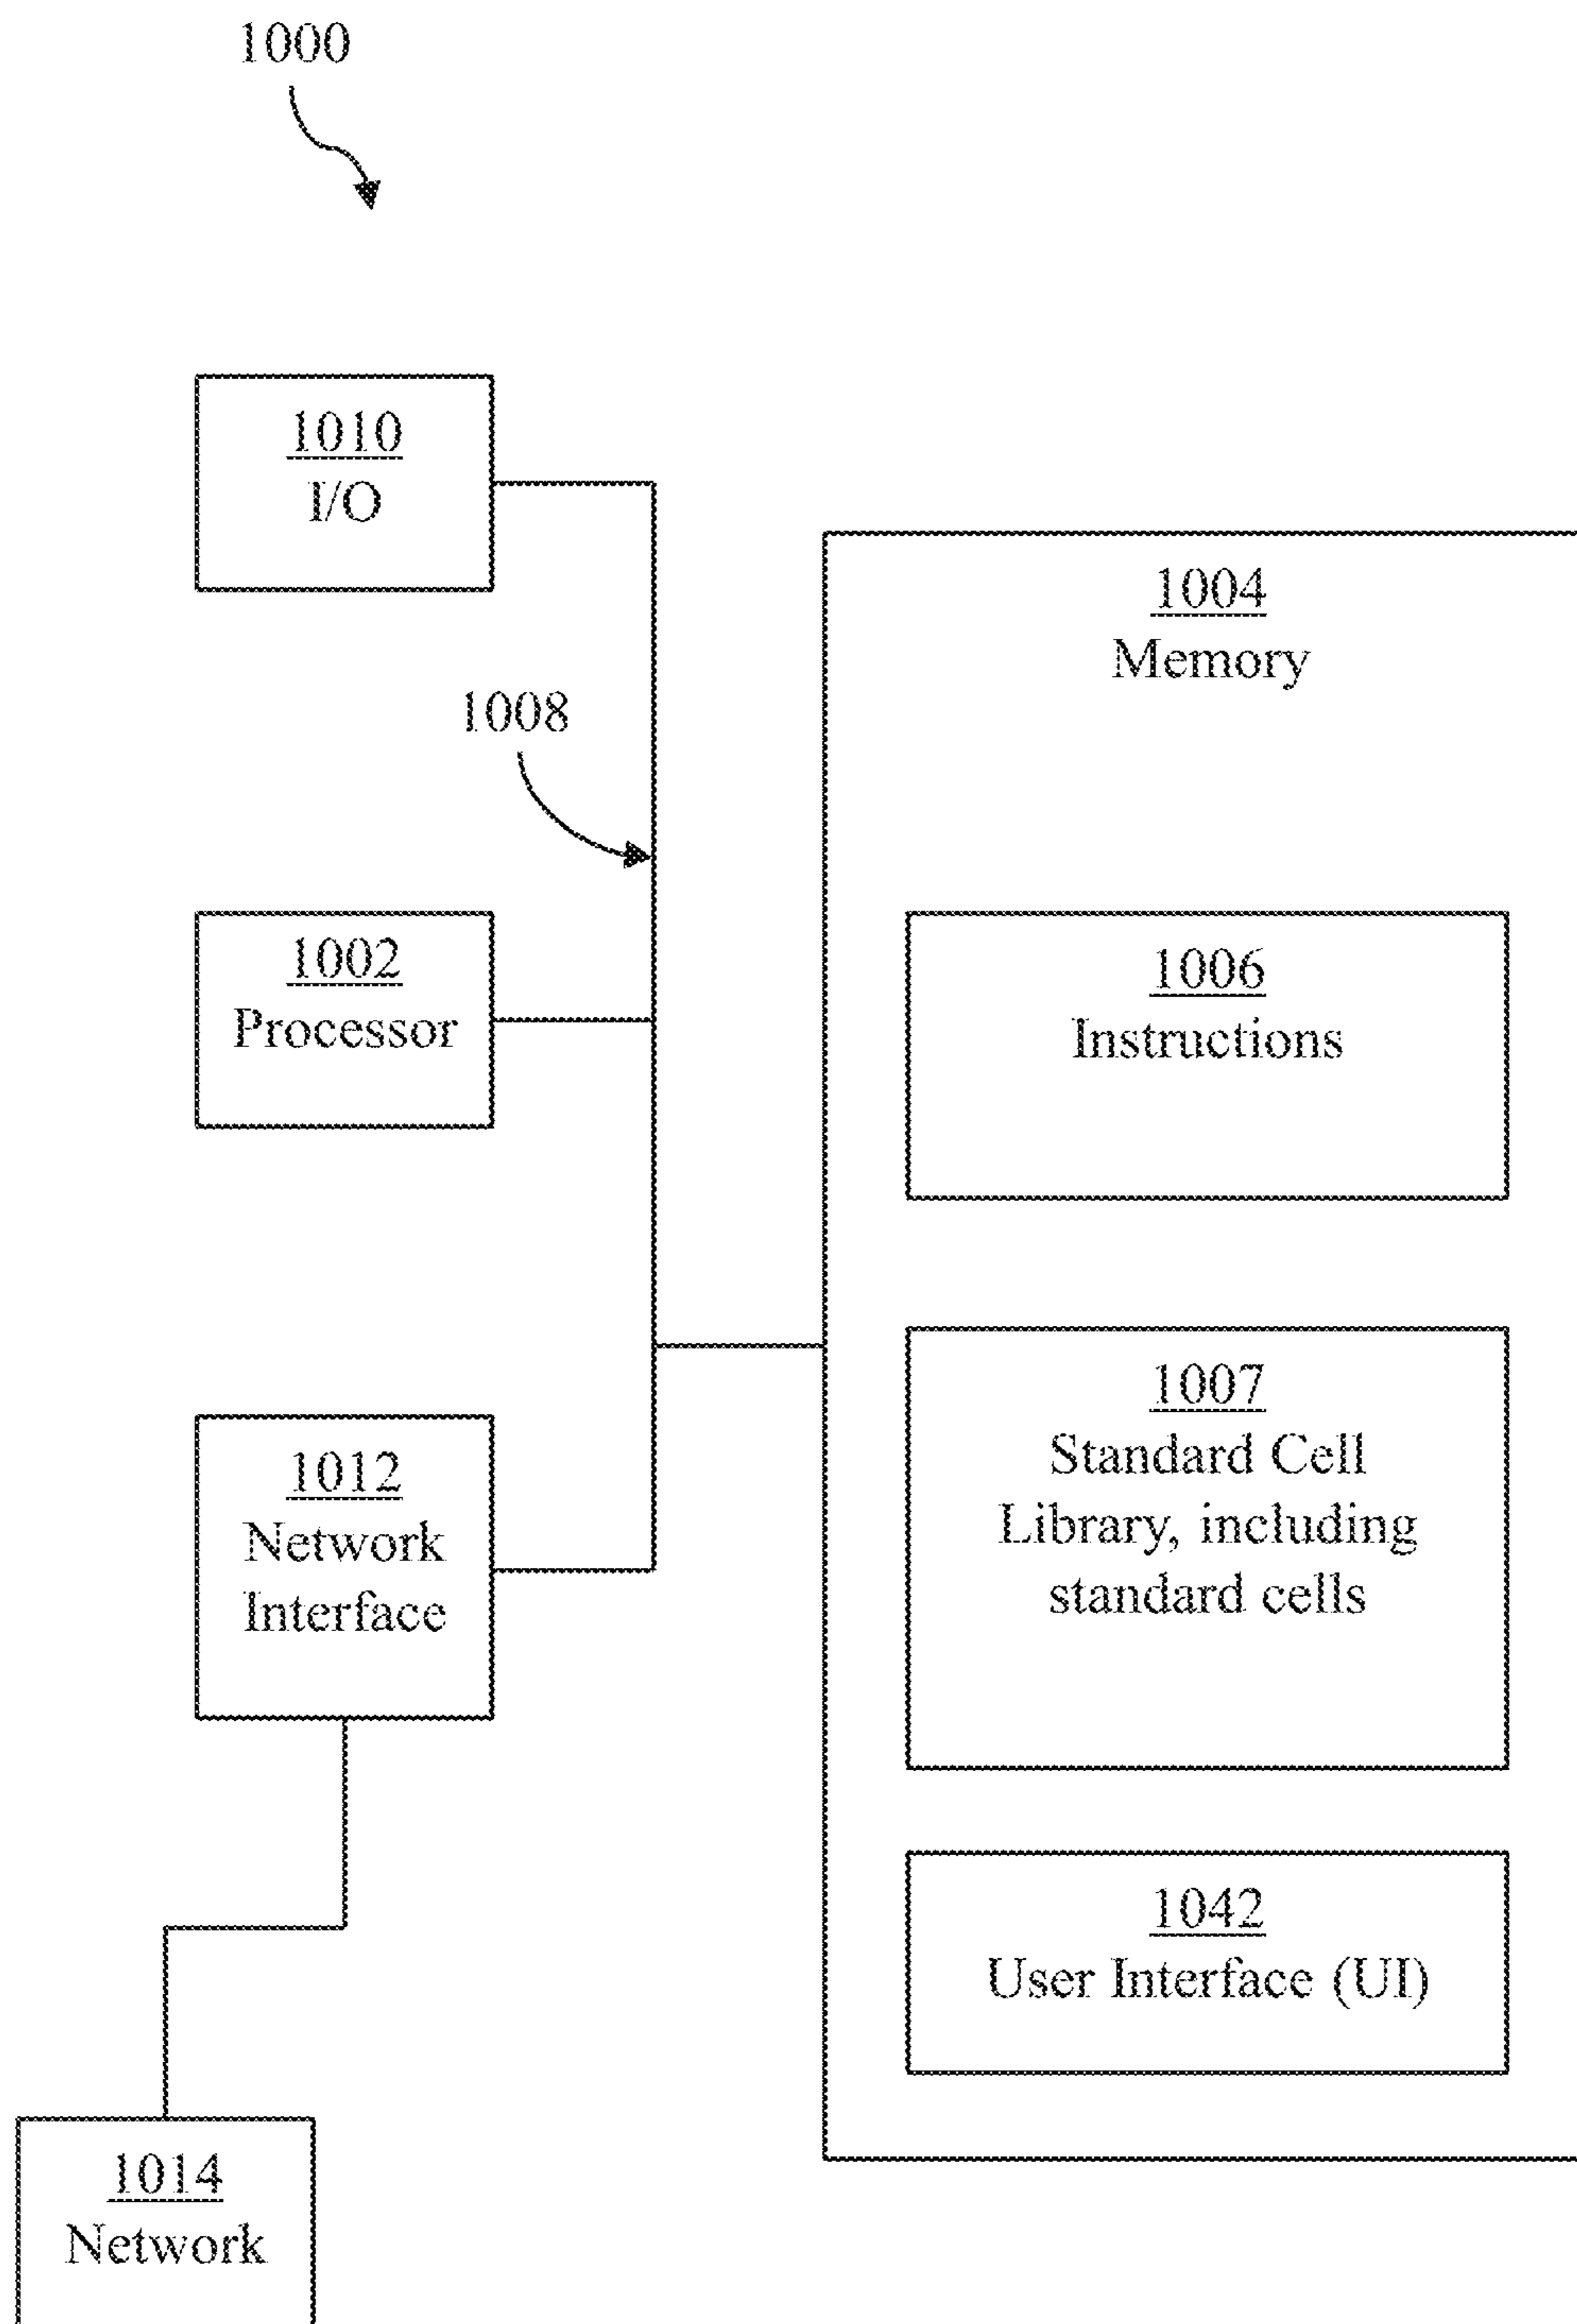 1000
1010
I/O
1004
Memory
1008
1002
Processor
1006
Instructions
1007
Standard Cell
Library, including
standard cells
1012
Network
Interface
1042
User Interface (UI)
1014
Network